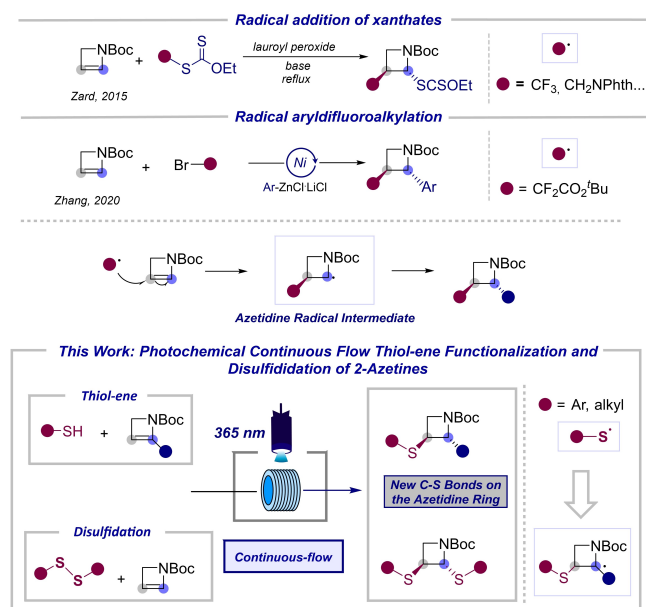 Radical addition of xanthates
NBoc
+
S
S
OEt
lauroyl peroxide
base
reflux
NBoc
SCSOEt
Zard, 2015
= CF3, CH2NPhth...
Radical aryldifluoroalkylation
NBoc
+
Br
Ni
Ar-ZnCl·LiCl
NBoc
Ar
Zhang, 2020
= CF2CO2tBu
NBoc
NBoc
NBoc
Azetidine Radical Intermediate
This Work: Photochemical Continuous Flow Thiol-ene Functionalization and
Disulfididation of 2-Azetines
Thiol-ene
SH
+
NBoc
365 nm
NBoc
S
= Ar, alkyl
S
New C-S Bonds on
the Azetidine Ring
Disulfidation
S
S
+
NBoc
Continuous-flow
NBoc
S
S
NBoc
S